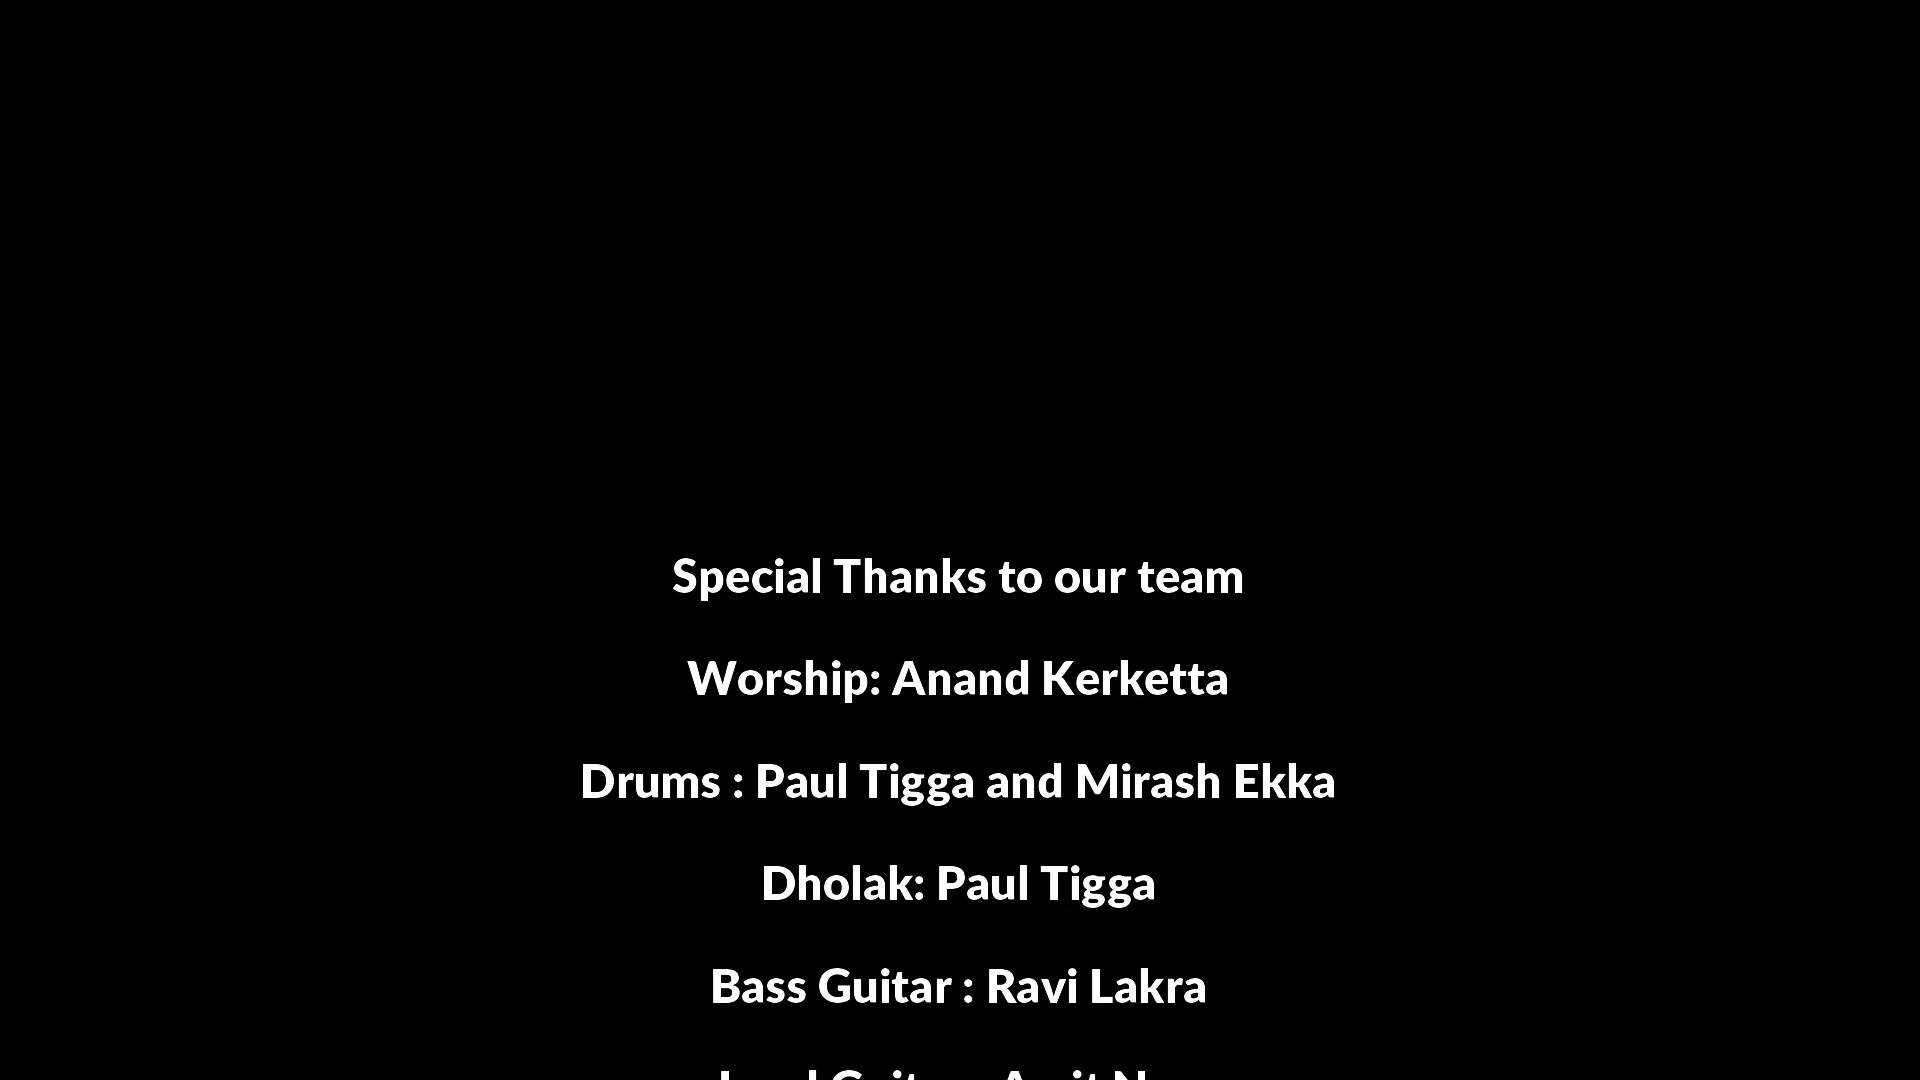 Special Thanks to our team
Worship: Anand Kerketta
Drums : Paul Tigga and Mirash Ekka
Dholak: Paul Tigga
Bass Guitar : Ravi Lakra